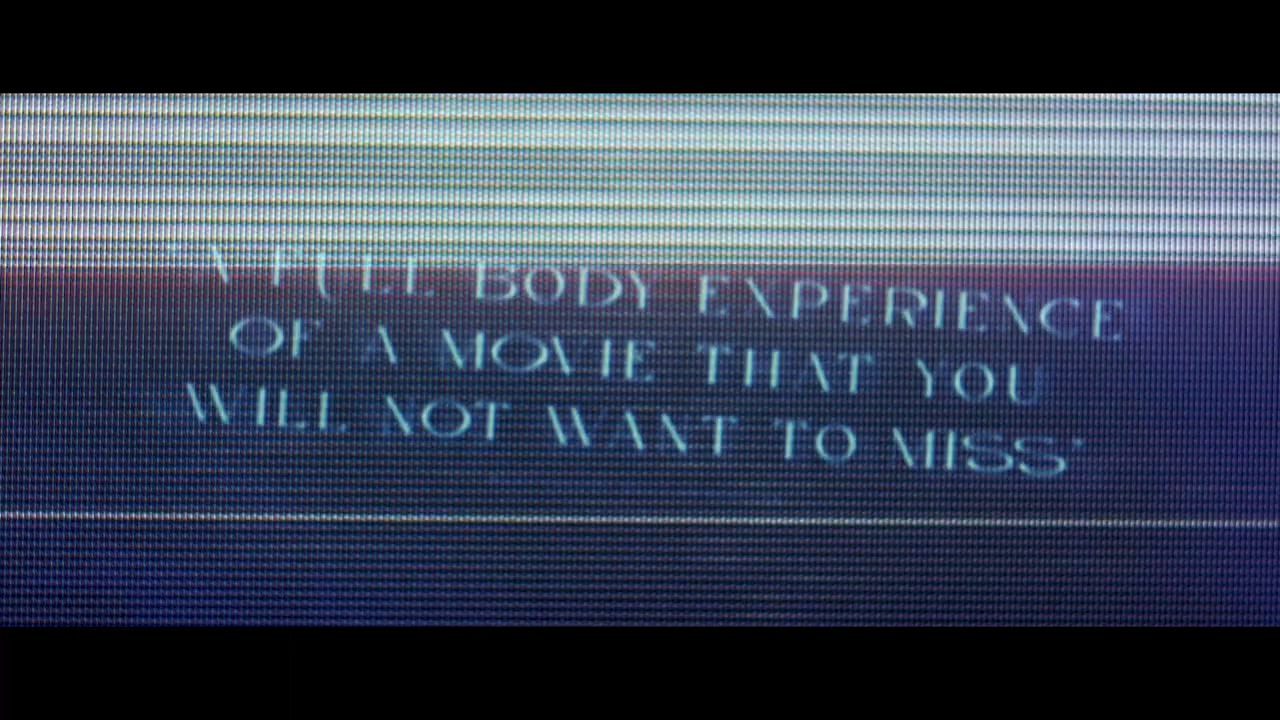 A FULL BODY EXPERIENCE
OF A MOVIE THAT YOU
WILL NOT WANT TO MISS'